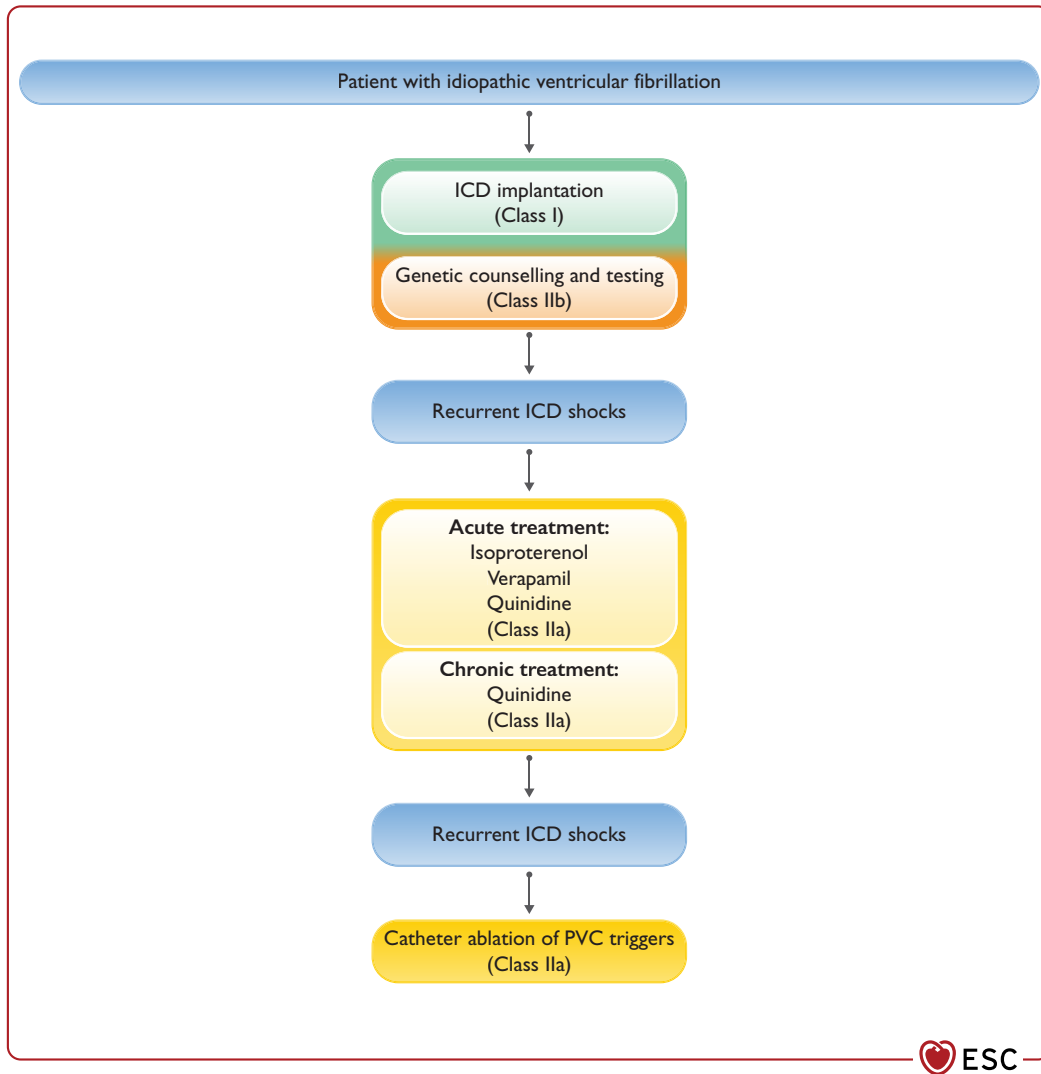 Patient with idiopathic ventricular fibrillation
ICD implantation
(Class I)
Genetic counselling and testing
(Class IIb)
Recurrent ICD shocks
Acute treatment:
Isoproterenol
Verapamil
Quinidine
(Class IIa)
Chronic treatment:
Quinidine
(Class IIa)
Recurrent ICD shocks
Catheter ablation of PVC triggers
(Class IIa)
ESC